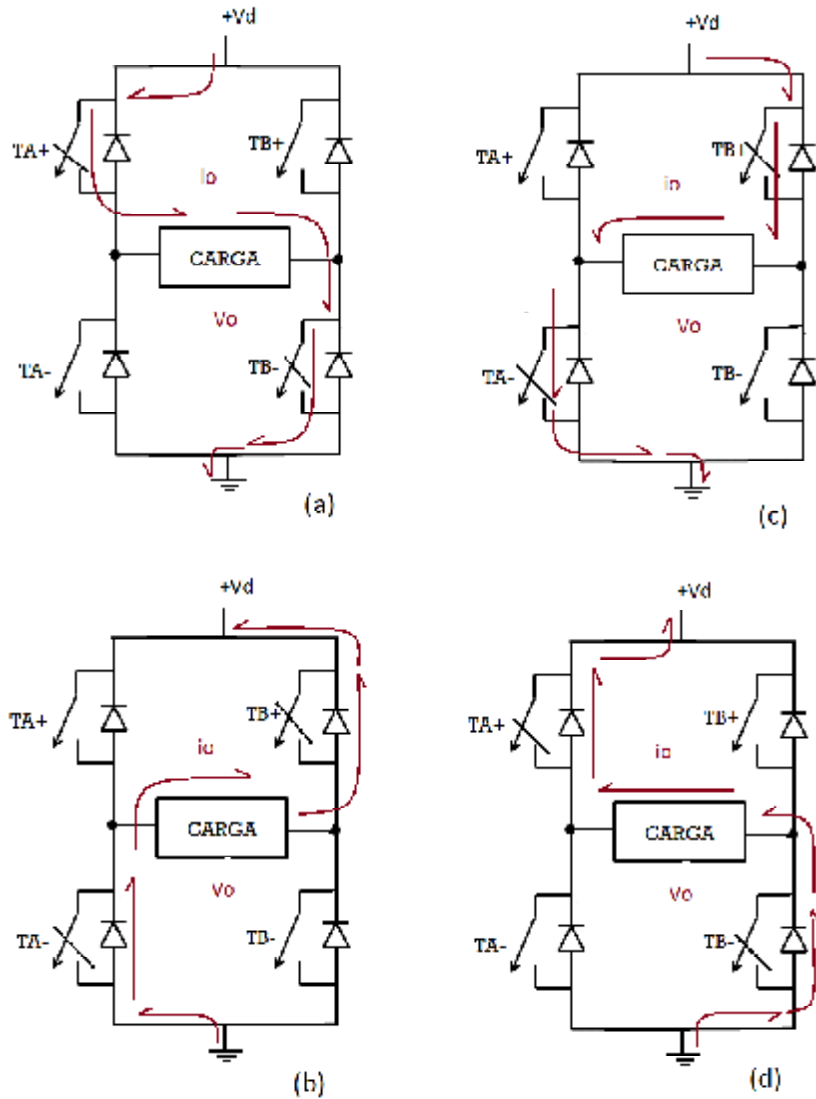 +Vd
TA+
TB+
io
CARGA
Vo
TA-
TB-
(a)
+Vd
TA+
TB+
io
CARGA
Vo
TA-
TB-
(c)
+Vd
TA+
TB+
io
CARGA
Vo
TA-
TB-
(b)
+Vd
TA+
TB+
io
CARGA
Vo
TA-
TB-
(d)